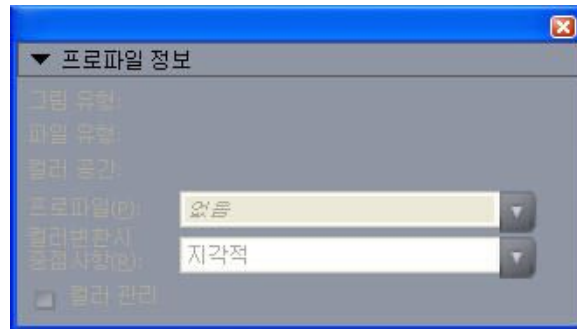 프로파일 정보
그림 유형:
파일 유형:
컬러 공간:
프로파일(P): 없음
컬러변환시
중점사항(R): 지각적
컬러 관리